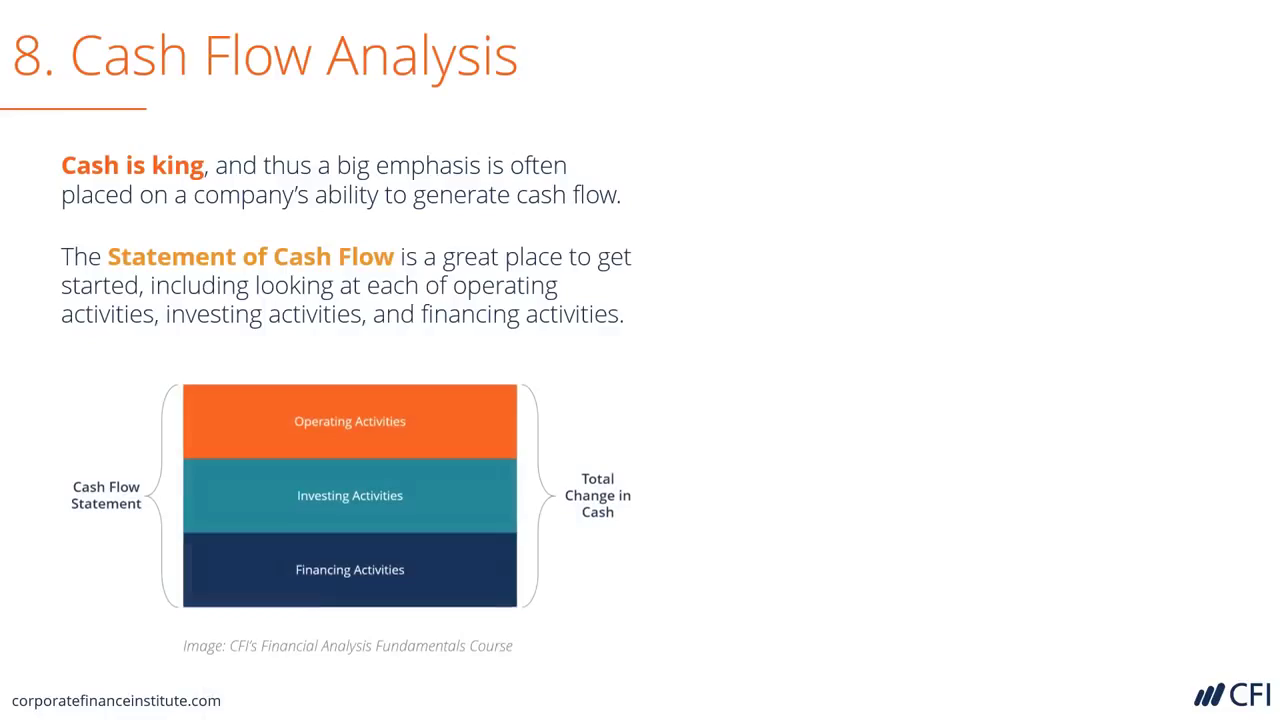 8. Cash Flow Analysis
Cash is king, and thus a big emphasis is often
placed on a company’s ability to generate cash flow.
The Statement of Cash Flow is a great place to get
started, including looking at each of operating
activities, investing activities, and financing activities.
Operating Activities
Cash Flow
Statement
Investing Activities
Total
Change in
Cash
Financing Activities
Image: CFI’s Financial Analysis Fundamentals Course
corporatefinanceinstitute.com
CFI